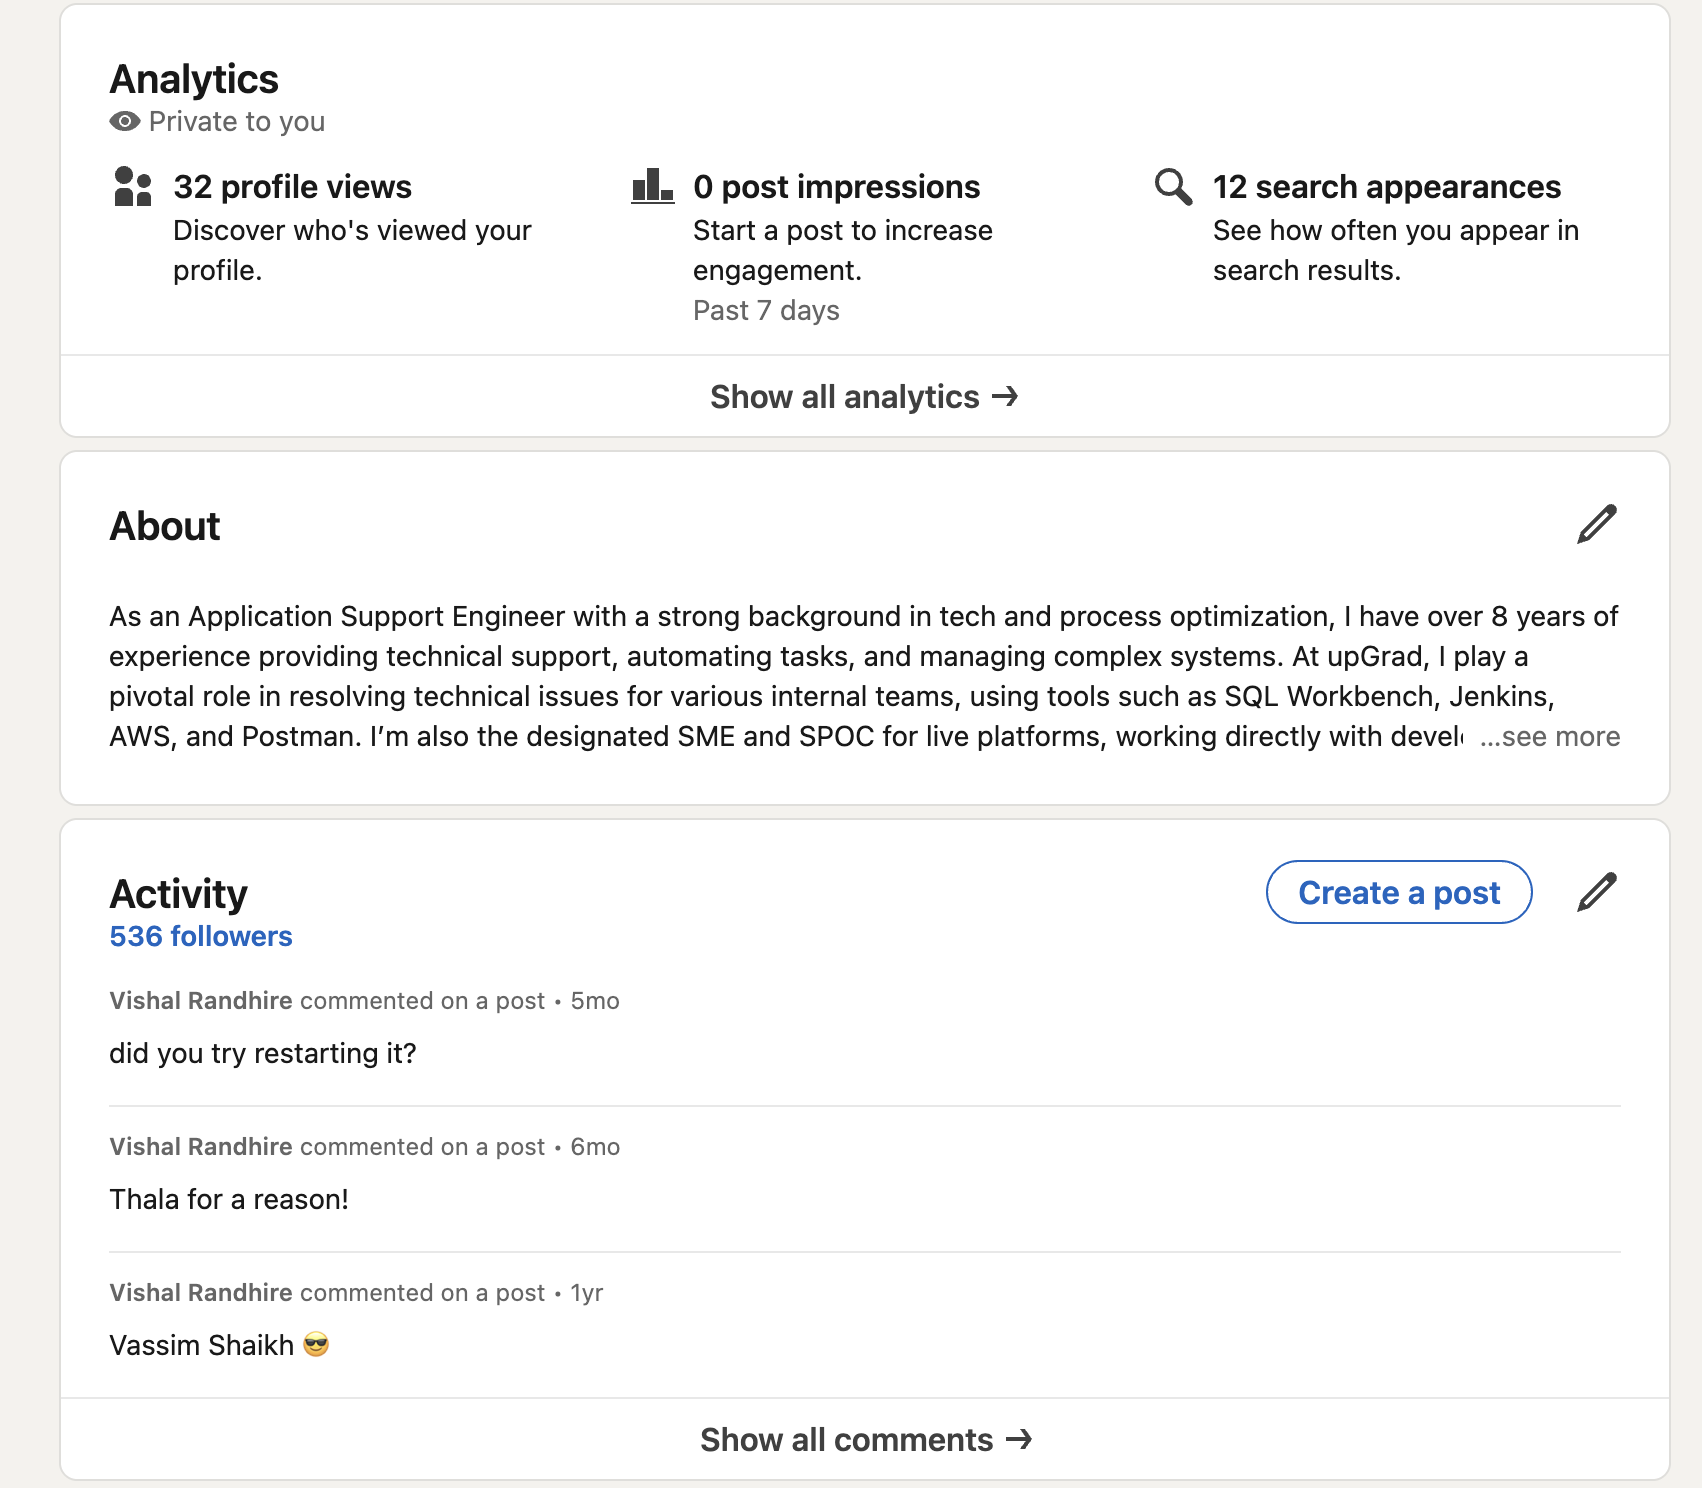 Analytics
Private to you
32 profile views
Discover who's viewed your
profile.
0 post impressions
Start a post to increase
engagement.
Past 7 days
12 search appearances
See how often you appear in
search results.
Show all analytics →
About
As an Application Support Engineer with a strong background in tech and process optimization, I have over 8 years of
experience providing technical support, automating tasks, and managing complex systems. At upGrad, I play a
pivotal role in resolving technical issues for various internal teams, using tools such as SQL Workbench, Jenkins,
AWS, and Postman. I’m also the designated SME and SPOC for live platforms, working directly with ...see more
Activity
536 followers
Create a post
Vishal Randhire commented on a post • 5mo
did you try restarting it?
Vishal Randhire commented on a post • 6mo
Thala for a reason!
Vishal Randhire commented on a post • 1yr
Vassim Shaikh 😎
Show all comments →